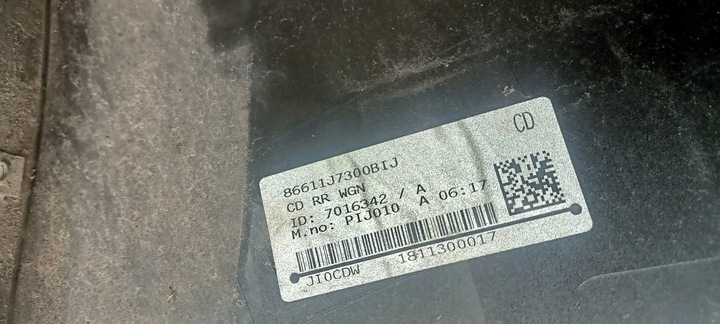 CD
86611J7300BIJ
CD RR WGN
ID: 7016342 / A
M.no: PIJ010 A 06:17
JI0CDW 1811300017